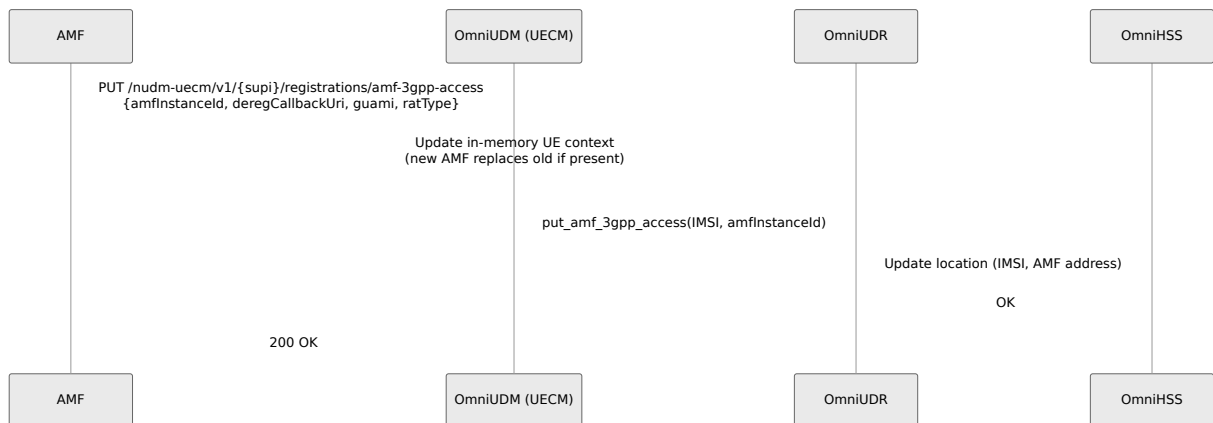 AMF
OmniUDM (UECM)
OmniUDR
OmniHSS
PUT /nudm-uecm/v1/{supi}/registrations/amf-3gpp-access
{amfInstanceId, deregCallbackUri, guami, ratType}
Update in-memory UE context
(new AMF replaces old if present)
put_amf_3gpp_access(IMSI, amfInstanceId)
Update location (IMSI, AMF address)
OK
200 OK
AMF
OmniUDM (UECM)
OmniUDR
OmniHSS